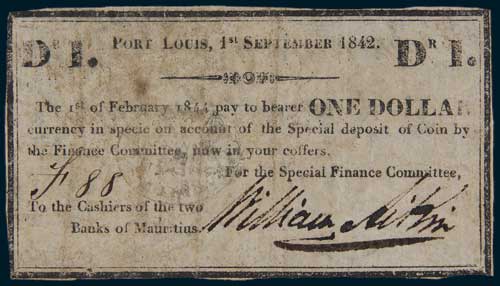 Dr 1. PORT LOUIS, 1st SEPTEMBER 1842. Dr 1.
The 1st of February 1844 pay to bearer ONE DOLLAR
currency in specie on account of the Special deposit of Coin by
the Finance Committee, now in your coffers.
For the Special Finance Committee,
F 88
To the Cashiers of the two
Banks of Mauritius.
William Aitkin